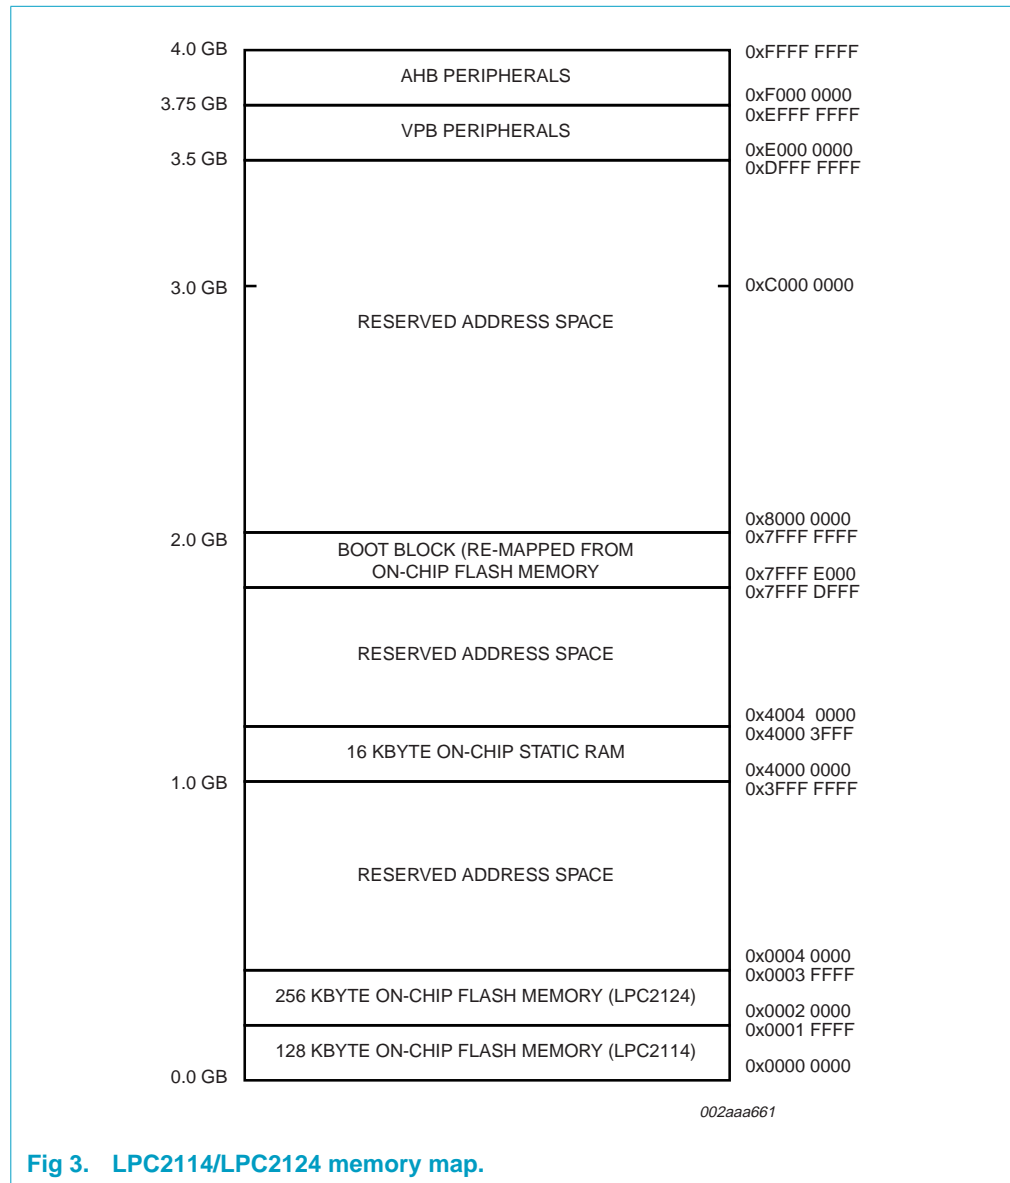 4.0 GB
0xFFFF FFFF
AHB PERIPHERALS
0xF000 0000
3.75 GB
0xEFFF FFFF
VPB PERIPHERALS
0xE000 0000
3.5 GB
0xDFFF FFFF
3.0 GB
0xC000 0000
RESERVED ADDRESS SPACE
0x8000 0000
2.0 GB
0x7FFF FFFF
BOOT BLOCK (RE-MAPPED FROM
ON-CHIP FLASH MEMORY
0x7FFF E000
0x7FFF DFFF
RESERVED ADDRESS SPACE
0x4004 0000
0x4000 3FFF
16 KBYTE ON-CHIP STATIC RAM
0x4000 0000
1.0 GB
0x3FFF FFFF
RESERVED ADDRESS SPACE
0x0004 0000
0x0003 FFFF
256 KBYTE ON-CHIP FLASH MEMORY (LPC2124)
0x0002 0000
0x0001 FFFF
128 KBYTE ON-CHIP FLASH MEMORY (LPC2114)
0x0000 0000
0.0 GB
002aaa661
Fig 3. LPC2114/LPC2124 memory map.